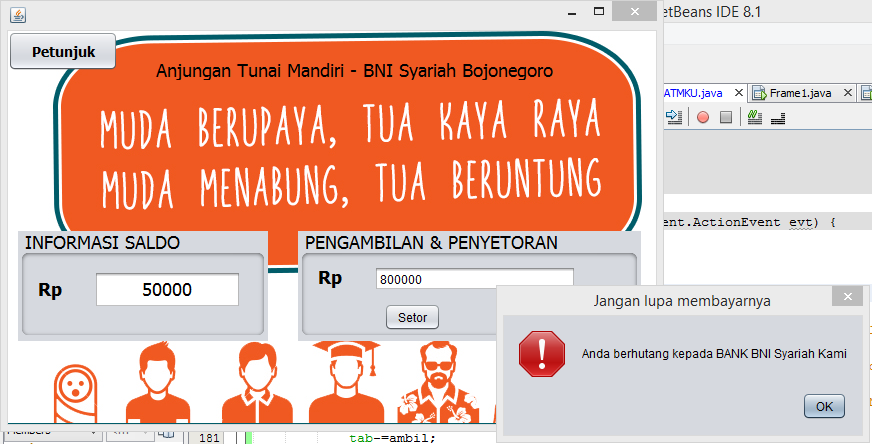 etBeans IDE 8.1
Petunjuk
Anjungan Tunai Mandiri - BNI Syariah Bojonegoro
MUDA BERUPAYA, TUA KAYA RAYA
MUDA MENABUNG, TUA BERUNTUNG
ATMKU.java
Frame1.java
ent.ActionEvent evt) {
INFORMASI SALDO
Rp 50000
PENGAMBILAN & PENYETORAN
Rp 800000
Setor
Jangan lupa membayarnya
Anda berhutang kepada BANK BNI Syariah Kami
OK
181
tab-=ambil;